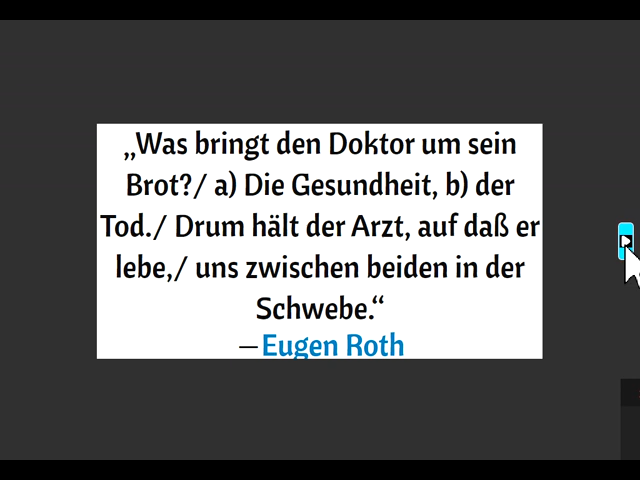 „Was bringt den Doktor um sein
Brot?/ a) Die Gesundheit, b) der
Tod./ Drum hält der Arzt, auf daß er
lebe,/ uns zwischen beiden in der
Schwebe.“
—Eugen Roth